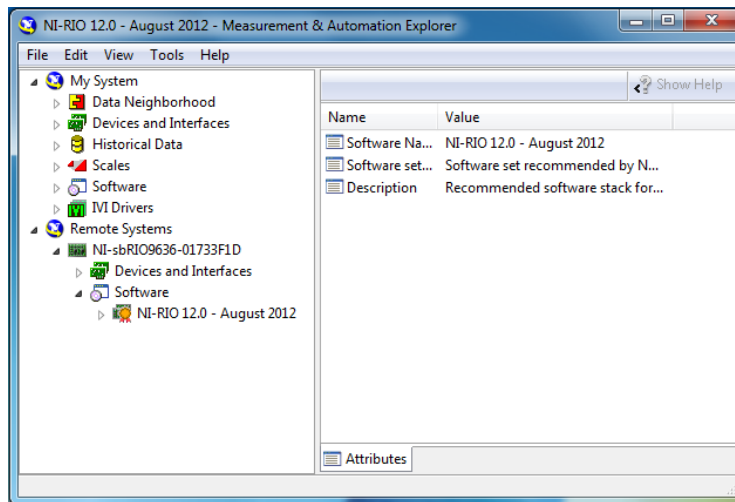 NI-RIO 12.0 - August 2012 - Measurement & Automation Explorer
File Edit View Tools Help
My System
Data Neighborhood
Devices and Interfaces
Historical Data
Scales
Software
IVI Drivers
Remote Systems
NI-sbRIO9636-01733F1D
Devices and Interfaces
Software
NI-RIO 12.0 - August 2012
Show Help
Name Value
Software Na... NI-RIO 12.0 - August 2012
Software set... Software set recommended by N...
Description Recommended software stack for...
Attributes